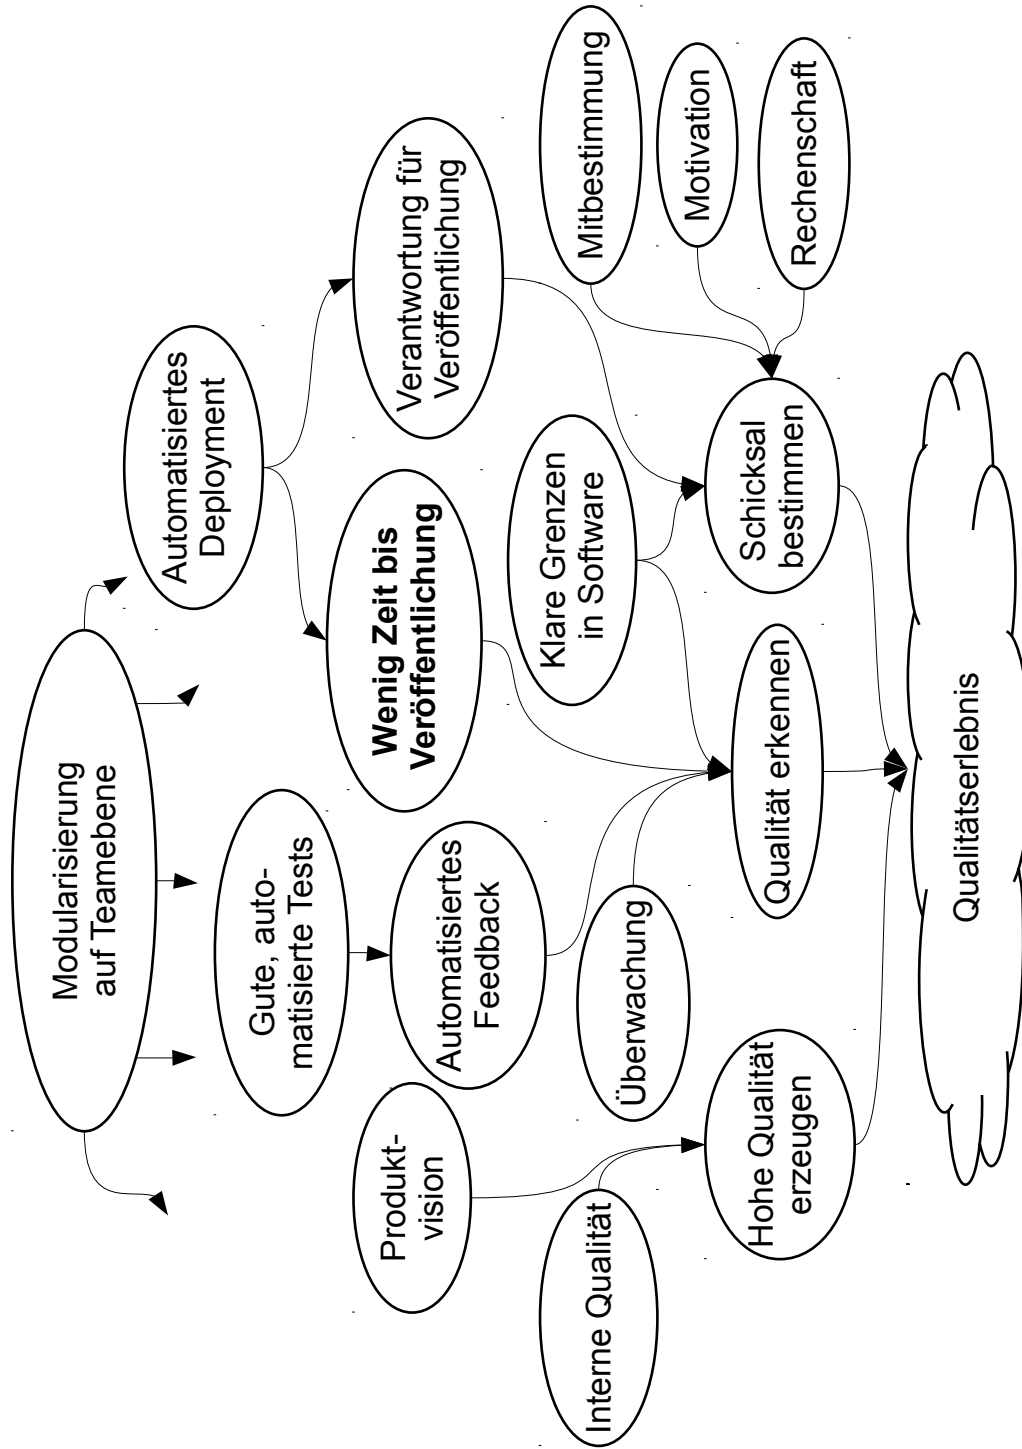 Modularisierung
auf Teamebene
Automatisiertes
Deployment
Gute, auto-
matisierte Tests
Wenig Zeit bis
Veröffentlichung
Verantwortung für
Veröffentlichung
Produkt-
vision
Automatisiertes
Feedback
Klare Grenzen
in Software
Mitbestimmung
Interne Qualität
Überwachung
Motivation
Hohe Qualität
erzeugen
Qualität erkennen
Schicksal
bestimmen
Rechenschaft
Qualitätserlebnis